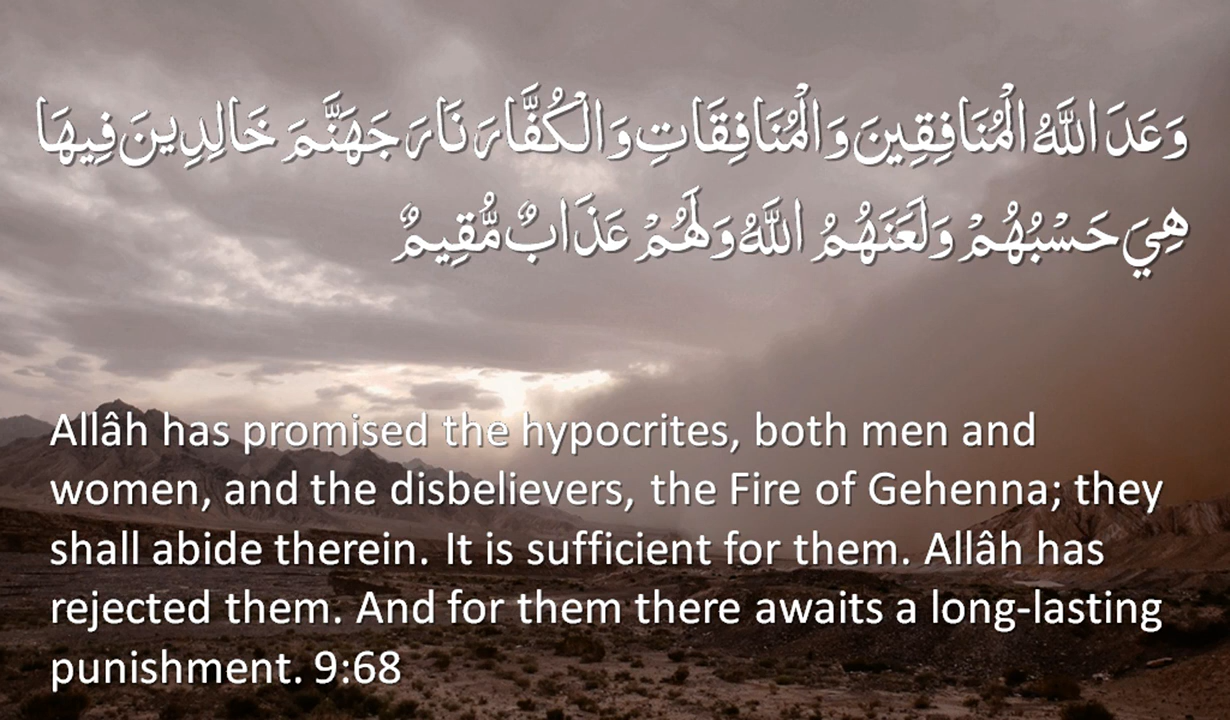 وَعَدَ اللَّهُ الْمُنَافِقِينَ وَالْمُنَافِقَاتِ وَالْكُفَّارَ نَارَ جَهَنَّمَ خَالِدِينَ فِيهَا
هِيَ حَسْبُهُمْ وَلَعَنَهُمُ اللَّهُ وَلَهُمْ عَذَابٌ مُّقِيمٌ
Allâh has promised the hypocrites, both men and
women, and the disbelievers, the Fire of Gehenna; they
shall abide therein. It is sufficient for them. Allâh has
rejected them. And for them there awaits a long-lasting
punishment. 9:68